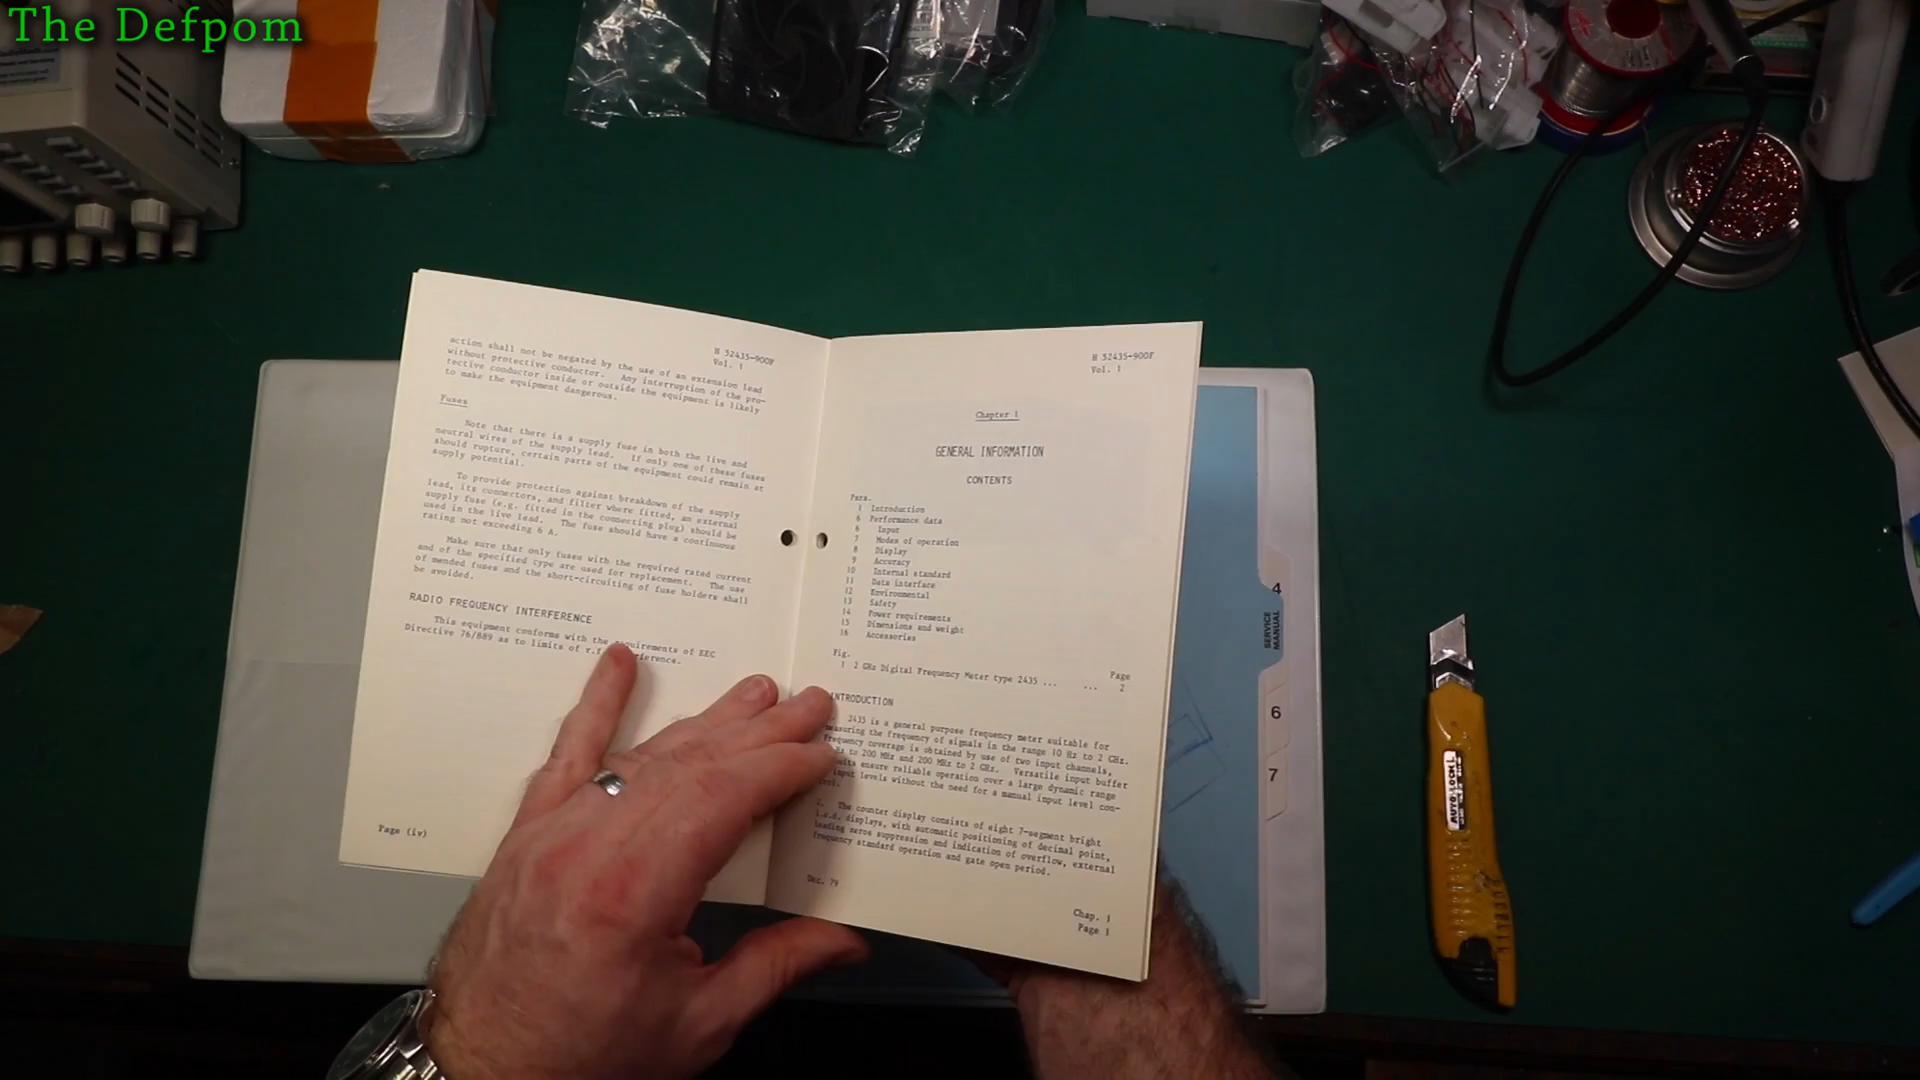 The Defpom
H 52435-900F
Vol. 1
action shall not be negated by the use of an extension lead
without protective conductor. Any interruption of the pro-
tective conductor inside or outside the equipment is likely
to make the equipment dangerous.
Fuses
Note that there is a supply fuse in both the live and
neutral wires of the supply lead. If only one of these fuses
should rupture, certain parts of the equipment could remain at
supply potential.
To provide protection against breakdown of the supply
lead, its connectors, and filter where fitted, an external
supply fuse (e.g. fitted in the connecting plug) should be
used in the live lead. The fuse should have a continuous
rating not exceeding 6 A.
Make sure that only fuses with the required rated current
and of the specified type are used for replacement. The use
of mended fuses and the short-circuiting of fuse holders shall
be avoided.
RADIO FREQUENCY INTERFERENCE
This equipment conforms with the requirements of EEC
Directive 76/889 as to limits of r.f.
Page (iv)
H 52435-900F
Vol. 1
Chapter 1
GENERAL INFORMATION
CONTENTS
Para.
1 Introduction
6 Performance data
6 Input
7 Modes of operation
8 Display
9 Accuracy
10 Internal standard
11 Data interface
12 Environmental
13 Safety
14 Power requirements
15 Dimensions and weight
16 Accessories
Fig. Page
1 2 GHz Digital Frequency Meter type 2435 ... ... 2
INTRODUCTION
2435 is a general purpose frequency meter suitable for
measuring the frequency of signals in the range 10 Hz to 2 GHz.
Frequency coverage is obtained by use of two input channels,
Hz to 200 MHz and 200 MHz to 2 GHz. Versatile input buffer
ensure reliable operation over a large dynamic range
input levels without the need for a manual input level con-
2. The counter display consists of eight 7-segment bright
l.e.d. displays, with automatic positioning of decimal point,
leading zeros suppression and indication of overflow, external
frequency standard operation and gate open period.
Dec. 79
Chap. 1
Page 1
4
SERVICE
MANUAL
6
7
AUTO LOCK